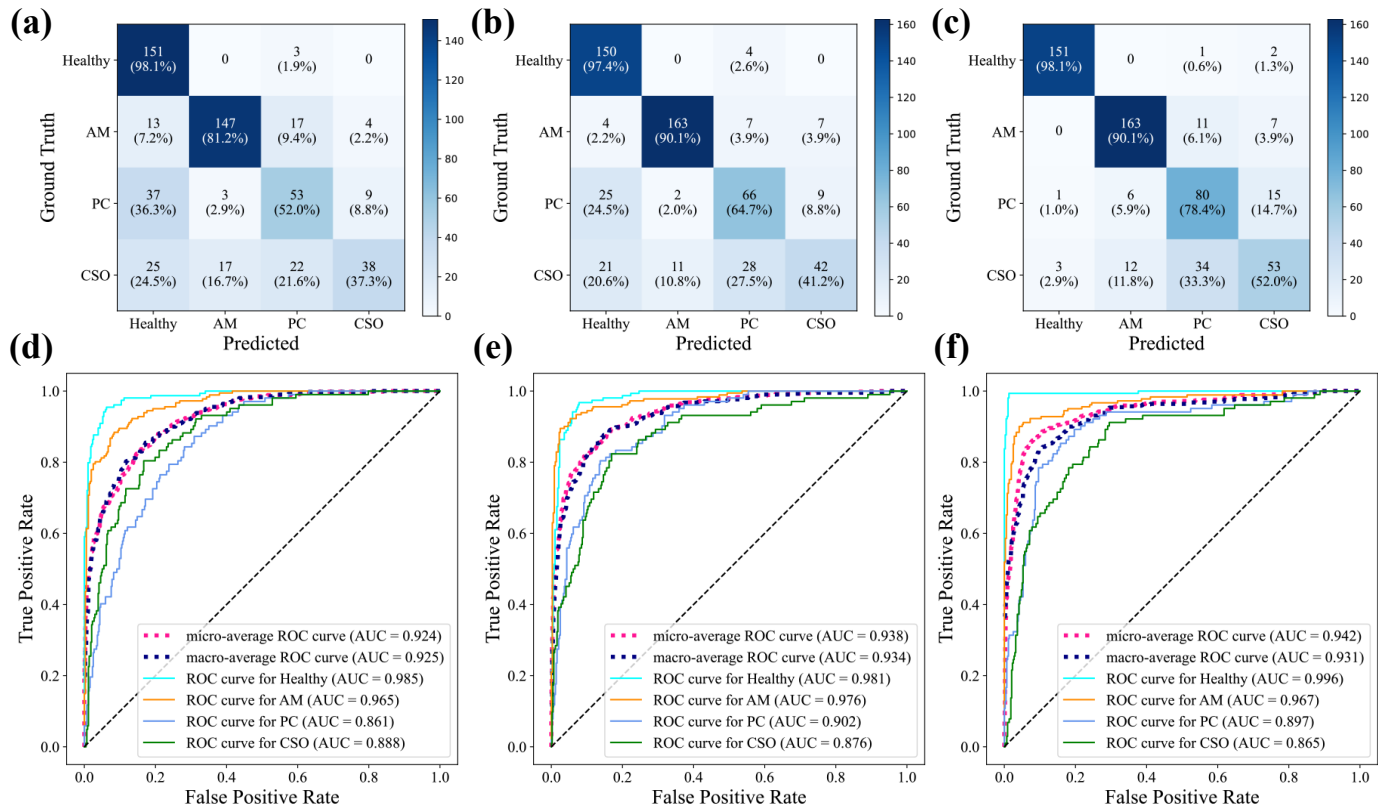 (a)
Healthy
AM
PC
CSO
Ground Truth
151 0 3 0
(98.1%) (1.9%)
13 147 17 4
(7.2%) (81.2%) (9.4%) (2.2%)
37 3 53 9
(36.3%) (2.9%) (52.0%) (8.8%)
25 17 22 38
(24.5%) (16.7%) (21.6%) (37.3%)
Healthy AM PC CSO
Predicted
140
120
100
80
60
40
20
0
(b)
Healthy
AM
PC
CSO
Ground Truth
150 0 4 0
(97.4%) (2.6%)
4 163 7 7
(2.2%) (90.1%) (3.9%) (3.9%)
25 2 66 9
(24.5%) (2.0%) (64.7%) (8.8%)
21 11 28 42
(20.6%) (10.8%) (27.5%) (41.2%)
Healthy AM PC CSO
Predicted
160
140
120
100
80
60
40
20
0
(c)
Healthy
AM
PC
CSO
Ground Truth
151 0 1 2
(98.1%) (0.6%) (1.3%)
0 163 11 7
(90.1%) (6.1%) (3.9%)
1 6 80 15
(1.0%) (5.9%) (78.4%) (14.7%)
3 12 34 53
(2.9%) (11.8%) (33.3%) (52.0%)
Healthy AM PC CSO
Predicted
160
140
120
100
80
60
40
20
0
(d)
True Positive Rate
1.0
0.8
0.6
0.4
0.2
0.0
micro-average ROC curve (AUC = 0.924)
macro-average ROC curve (AUC = 0.925)
ROC curve for Healthy (AUC = 0.985)
ROC curve for AM (AUC = 0.965)
ROC curve for PC (AUC = 0.861)
ROC curve for CSO (AUC = 0.888)
0.0 0.2 0.4 0.6 0.8 1.0
False Positive Rate
(e)
True Positive Rate
1.0
0.8
0.6
0.4
0.2
0.0
micro-average ROC curve (AUC = 0.938)
macro-average ROC curve (AUC = 0.934)
ROC curve for Healthy (AUC = 0.981)
ROC curve for AM (AUC = 0.976)
ROC curve for PC (AUC = 0.902)
ROC curve for CSO (AUC = 0.876)
0.0 0.2 0.4 0.6 0.8 1.0
False Positive Rate
(f)
True Positive Rate
1.0
0.8
0.6
0.4
0.2
0.0
micro-average ROC curve (AUC = 0.942)
macro-average ROC curve (AUC = 0.931)
ROC curve for Healthy (AUC = 0.996)
ROC curve for AM (AUC = 0.967)
ROC curve for PC (AUC = 0.897)
ROC curve for CSO (AUC = 0.865)
0.0 0.2 0.4 0.6 0.8 1.0
False Positive Rate